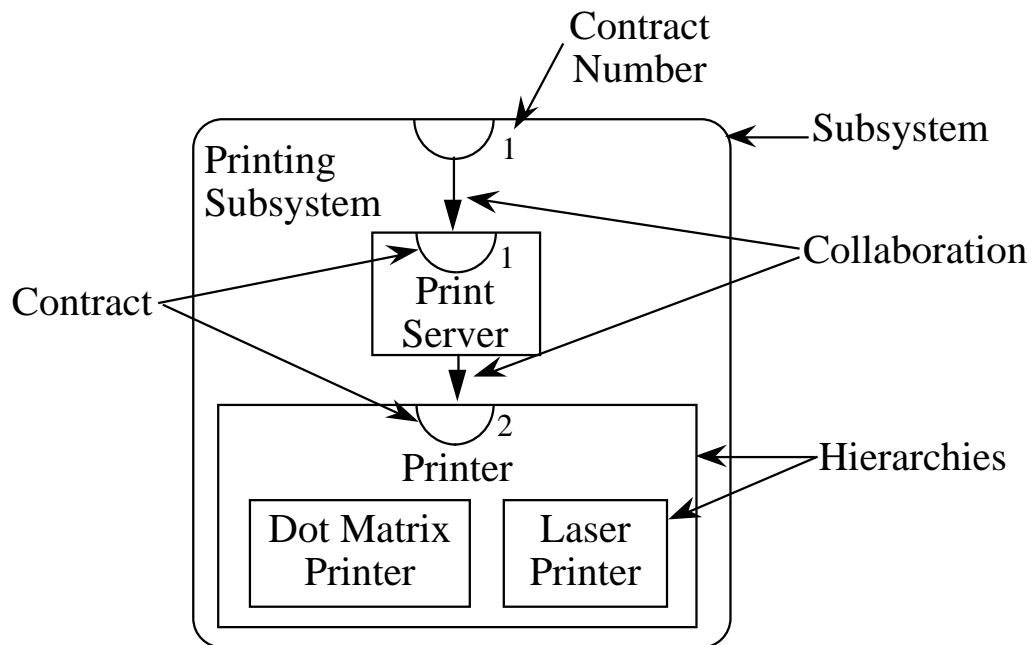 Contract
Number
1
Subsystem
Printing
Subsystem
Collaboration
1
Print
Server
Contract
2
Printer
Hierarchies
Dot Matrix
Printer
Laser
Printer